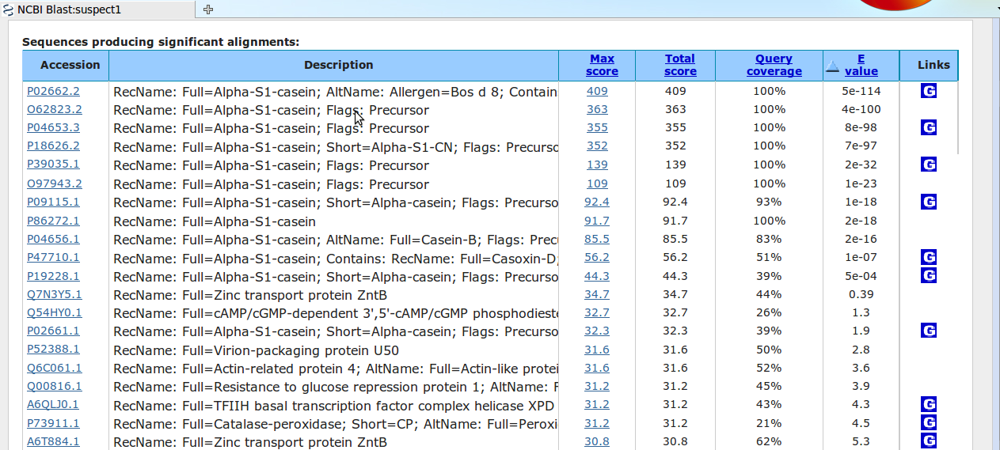 NCBI Blast:suspect1
Sequences producing significant alignments:
Accession Description Max score Total score Query coverage E value Links
P02662.2 RecName: Full=Alpha-S1-casein; AltName: Allergen=Bos d 8; Contain 409 409 100% 5e-114 G
O62823.2 RecName: Full=Alpha-S1-casein; Flags: Precursor 363 363 100% 4e-100
P04653.3 RecName: Full=Alpha-S1-casein; Flags: Precursor 355 355 100% 8e-98 G
P18626.2 RecName: Full=Alpha-S1-casein; Short=Alpha-S1-CN; Flags: Precurso 352 352 100% 7e-97
P39035.1 RecName: Full=Alpha-S1-casein; Flags: Precursor 139 139 100% 2e-32 G
O97943.2 RecName: Full=Alpha-S1-casein; Flags: Precursor 109 109 100% 1e-23
P09115.1 RecName: Full=Alpha-S1-casein; Short=Alpha-casein; Flags: Precurso 92.4 92.4 93% 1e-18 G
P86272.1 RecName: Full=Alpha-S1-casein 91.7 91.7 100% 2e-18
P04656.1 RecName: Full=Alpha-S1-casein; AltName: Full=Casein-B; Flags: Prec 85.5 85.5 83% 2e-16
P47710.1 RecName: Full=Alpha-S1-casein; Contains: RecName: Full=Casoxin-D; 56.2 56.2 51% 1e-07 G
P19228.1 RecName: Full=Alpha-S1-casein; Short=Alpha-casein; Flags: Precurso 44.3 44.3 39% 5e-04 G
Q7N3Y5.1 RecName: Full=Zinc transport protein ZntB 34.7 34.7 44% 0.39
Q54HY0.1 RecName: Full=cAMP/cGMP-dependent 3',5'-cAMP/cGMP phosphodieste 32.7 32.7 26% 1.3
P02661.1 RecName: Full=Alpha-S1-casein; Short=Alpha-casein; Flags: Precurso 32.3 32.3 39% 1.9 G
P52388.1 RecName: Full=Virion-packaging protein U50 31.6 31.6 50% 2.8
Q6C061.1 RecName: Full=Actin-related protein 4; AltName: Full=Actin-like protei 31.6 31.6 52% 3.6
Q00816.1 RecName: Full=Resistance to glucose repression protein 1; AltName: F 31.2 31.2 45% 3.9
A6QLJ0.1 RecName: Full=TFIIH basal transcription factor complex helicase XPD 31.2 31.2 43% 4.3 G
P73911.1 RecName: Full=Catalase-peroxidase; Short=CP; AltName: Full=Peroxi 31.2 31.2 21% 4.5 G
A6T884.1 RecName: Full=Zinc transport protein ZntB 30.8 30.8 62% 5.3 G